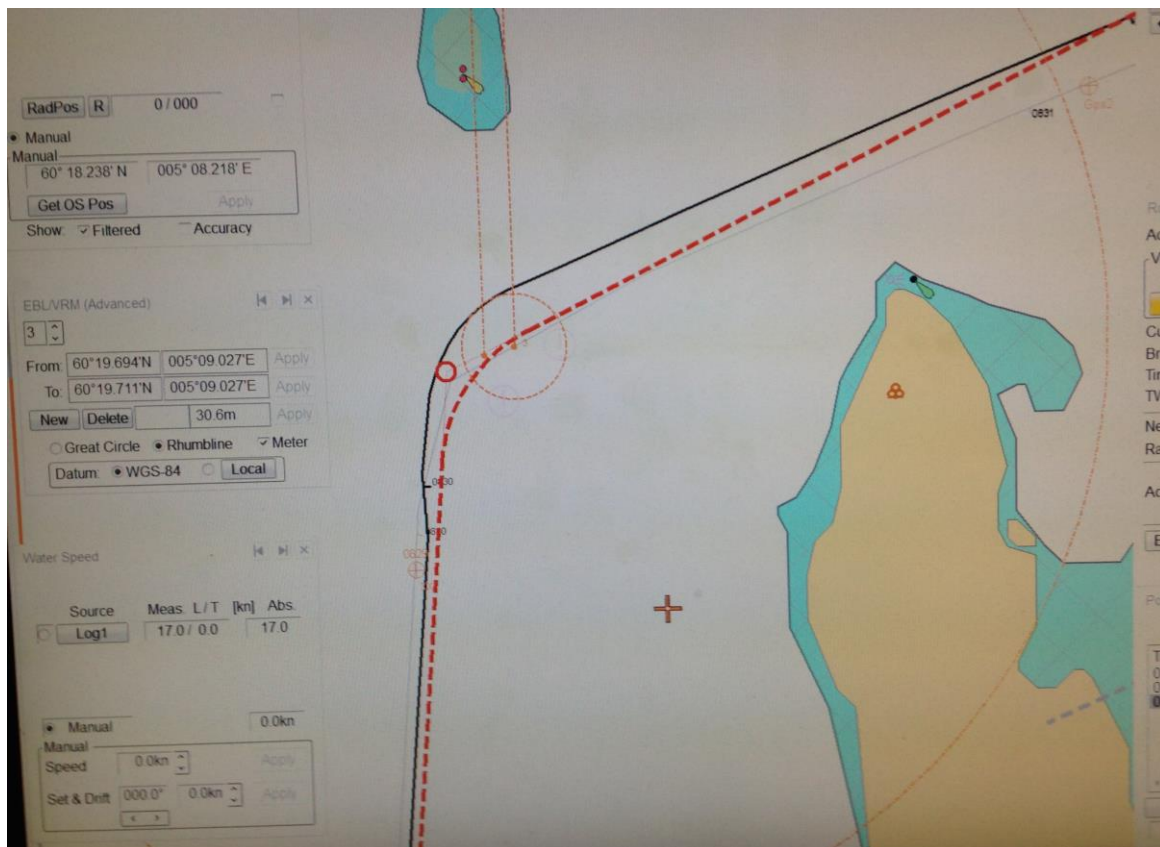 RadPos R 0 / 000
Manual
Manual
60° 18.238' N 005° 08.218' E
Get OS Pos Apply
Show: Filtered Accuracy
EBL/VRM (Advanced)
3
From: 60°19.694'N 005°09.027'E Apply
To: 60°19.711'N 005°09.027'E Apply
New Delete 30.6m Apply
Great Circle Rhumbline Meter
Datum: WGS-84 Local
Water Speed
Source Meas. L / T [kn] Abs.
Log1 17.0 / 0.0 17.0
Manual 0.0kn
Manual
Speed 0.0kn Apply
Set & Drift 000.0° 0.0kn Apply
< >
Gps2
0831
0830